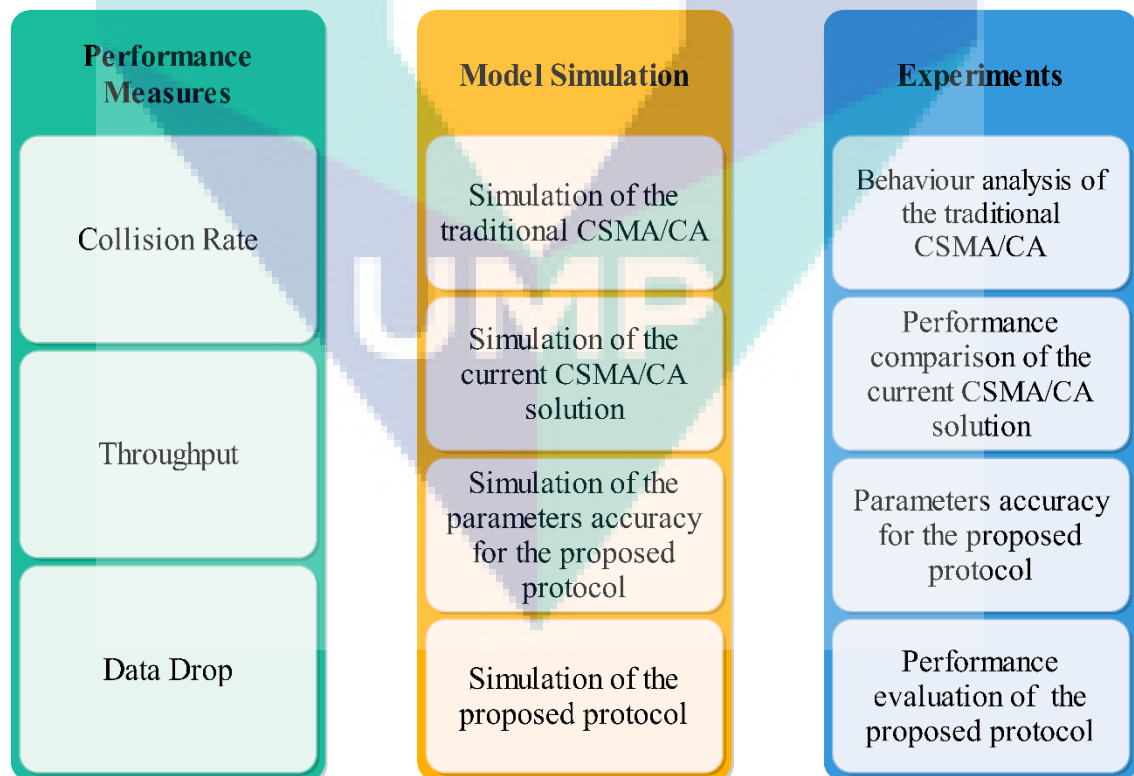 Performance
Measures
Collision Rate
Throughput
Data Drop
Model Simulation
Simulation of the
traditional CSMA/CA
Simulation of the
current CSMA/CA
solution
Simulation of the
parameters accuracy
for the proposed
protocol
Simulation of the
proposed protocol
Experiments
Behaviour analysis of
the traditional
CSMA/CA
Performance
comparison of the
current CSMA/CA
solution
Parameters accuracy
for the proposed
protocol
Performance
evaluation of the
proposed protocol
UMP